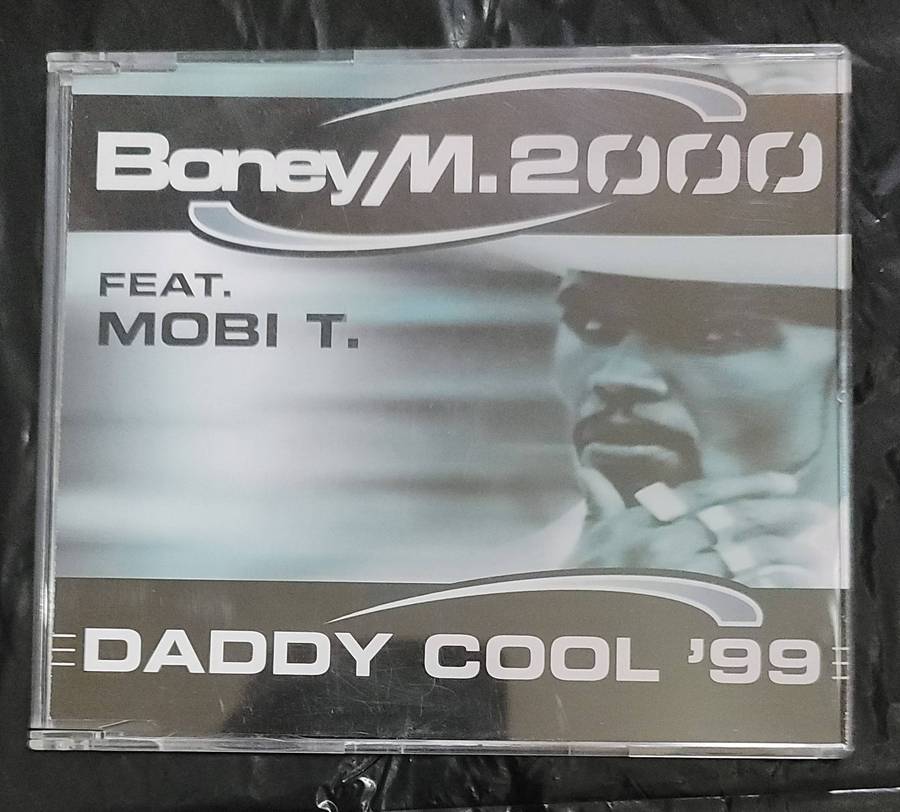 Boney M. 2000
FEAT.
MOBI T.
DADDY COOL '99